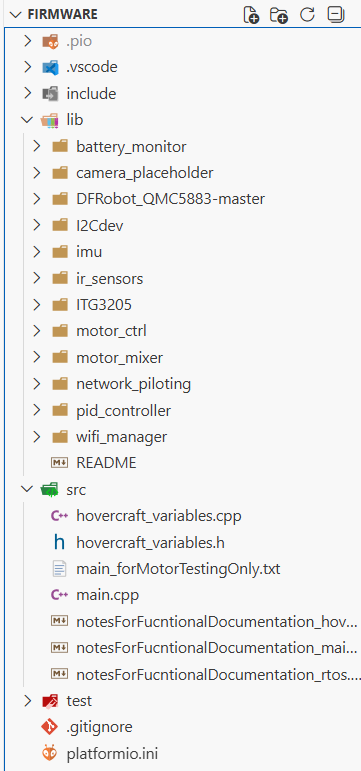 FIRMWARE
.pio
.vscode
include
lib
battery_monitor
camera_placeholder
DFRobot_QMC5883-master
I2Cdev
imu
ir_sensors
ITG3205
motor_ctrl
motor_mixer
network_piloting
pid_controller
wifi_manager
README
src
hovercraft_variables.cpp
h hovercraft_variables.h
main_forMotorTestingOnly.txt
main.cpp
notesForFucntionalDocumentation_hov...
notesForFucntionalDocumentation_mai...
notesForFucntionalDocumentation_rtos....
test
.gitignore
platformio.ini